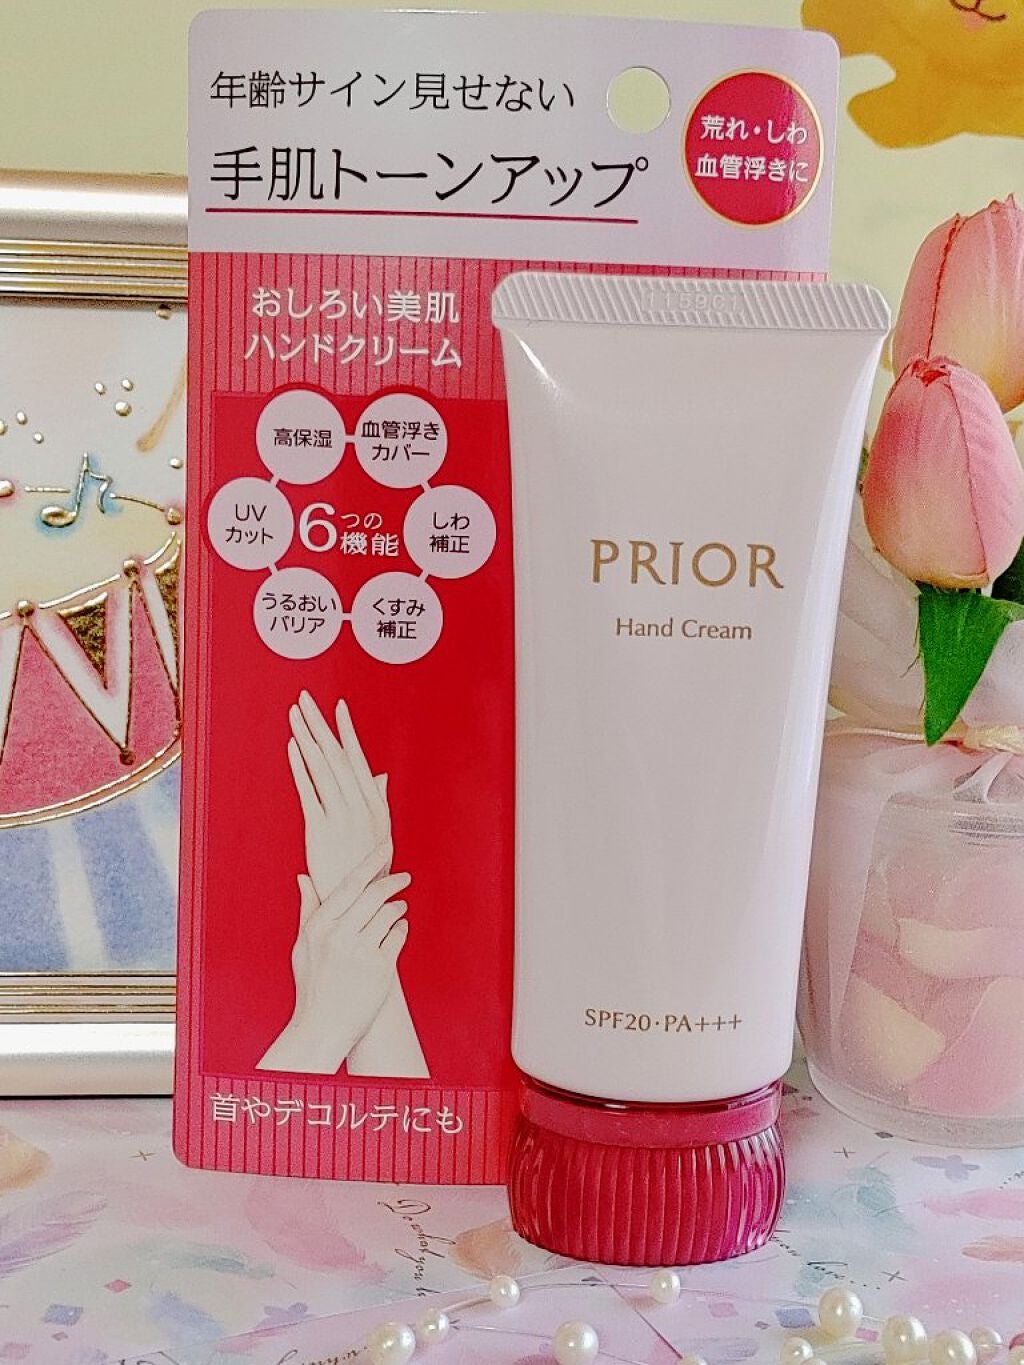 年齢サイン見せない
手肌トーンアップ
荒れ・しわ
血管浮きに
おしろい美肌
ハンドクリーム
高保湿
血管浮き
カバー
UV
カット
6つの
機能
しわ
補正
うるおい
バリア
くすみ
補正
首やデコルテにも
PRIOR
Hand Cream
SPF20･PA+++
Do what you